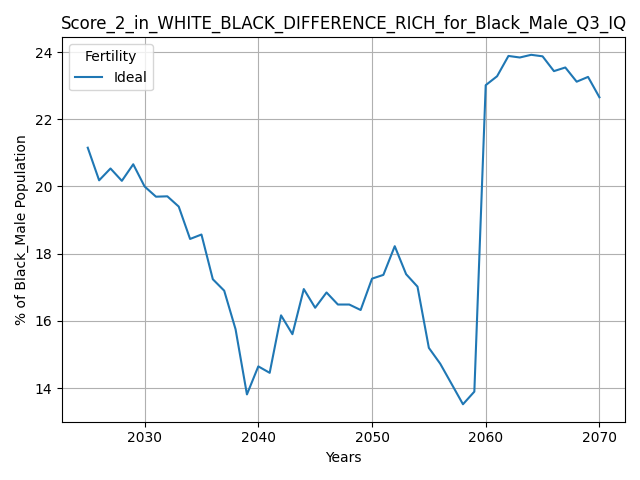 Score_2_in_WHITE_BLACK_DIFFERENCE_RICH_for_Black_Male_Q3_IQ
Fertility
Ideal
24
22
20
18
16
14
% of Black_Male Population
2030
2040
2050
2060
2070
Years